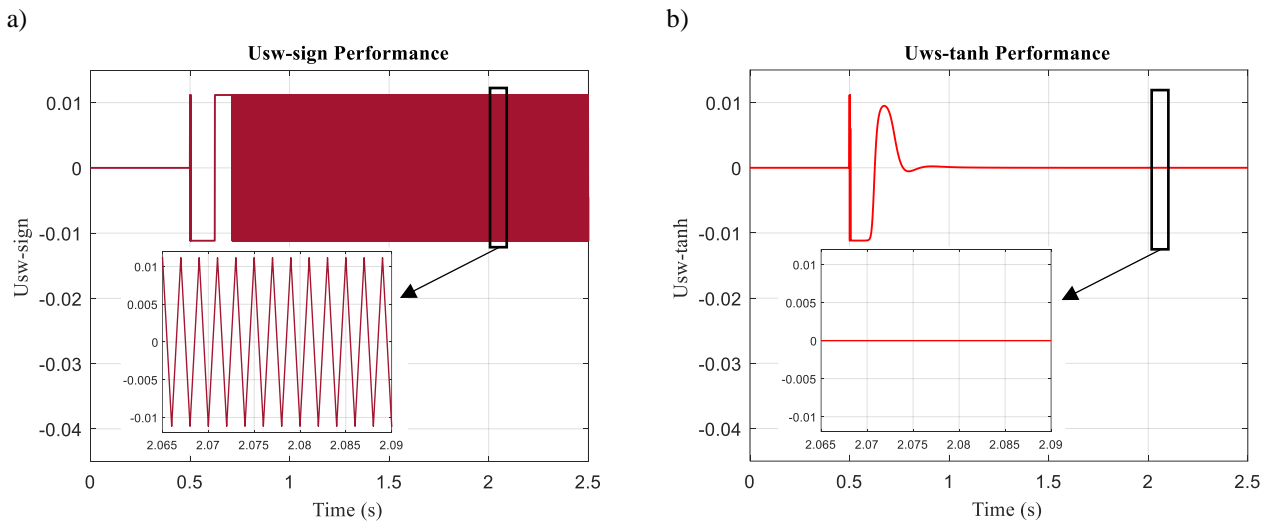 a)
Usw-sign Performance
Usw-sign
0.01
0
-0.01
-0.02
-0.03
-0.04
0.01
0.005
0
-0.005
-0.01
2.065 2.07 2.075 2.08 2.085 2.09
0 0.5 1 1.5 2 2.5
Time (s)
b)
Uws-tanh Performance
Usw-tanh
0.01
0
-0.01
-0.02
-0.03
-0.04
0.01
0.005
0
-0.005
-0.01
2.065 2.07 2.075 2.08 2.085 2.09
0 0.5 1 1.5 2 2.5
Time (s)